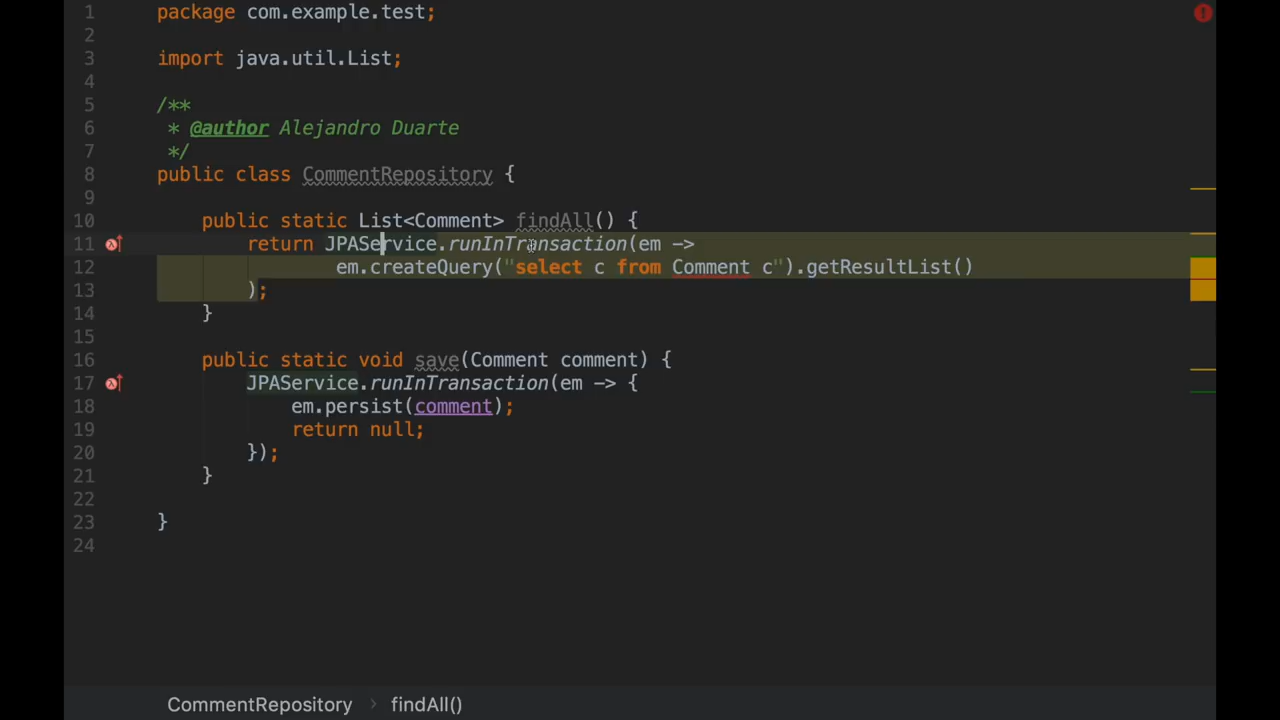 1 package com.example.test;
2
3 import java.util.List;
4
5 /**
6 * @author Alejandro Duarte
7 */
8 public class CommentRepository {
9
10 public static List<Comment> findAll() {
11 return JPAService.runInTransaction(em ->
12 em.createQuery("select c from Comment c").getResultList()
13 );
14 }
15
16 public static void save(Comment comment) {
17 JPAService.runInTransaction(em -> {
18 em.persist(comment);
19 return null;
20 });
21 }
22
23 }
24
CommentRepository › findAll()